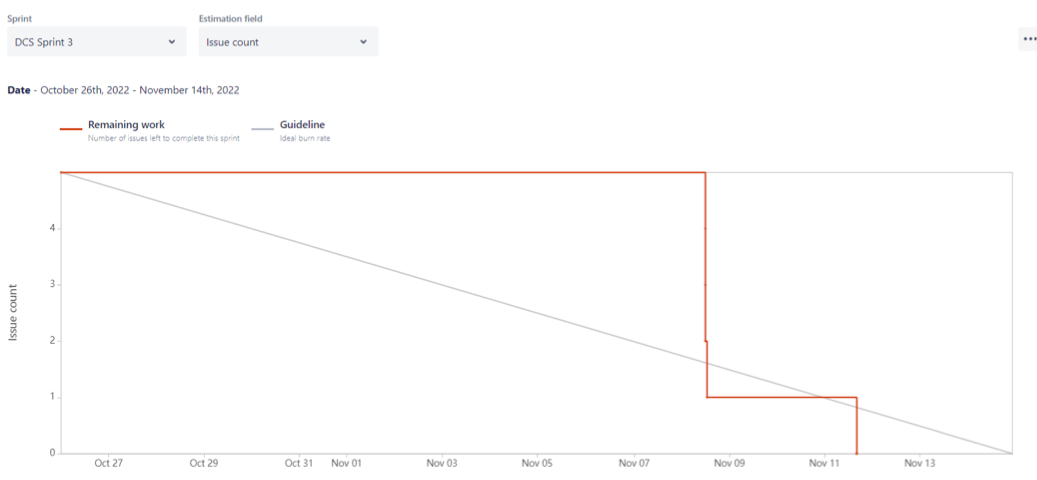 Sprint Estimation field
DCS Sprint 3 Issue count
Date - October 26th, 2022 - November 14th, 2022
Remaining work Guideline
Number of issues left to complete this sprint Ideal burn rate
Issue count
4
3
2
1
0
Oct 27 Oct 29 Oct 31 Nov 01 Nov 03 Nov 05 Nov 07 Nov 09 Nov 11 Nov 13